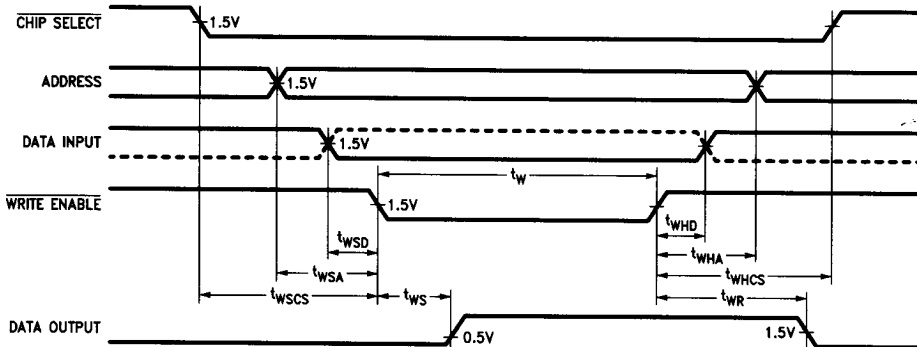 CHIP SELECT
1.5V
ADDRESS
1.5V
DATA INPUT
1.5V
tW
WRITE ENABLE
1.5V
tWHD
tWSD
tWHA
tWSA
tWHCS
tWSCS
tWS
tWR
DATA OUTPUT
0.5V
1.5V